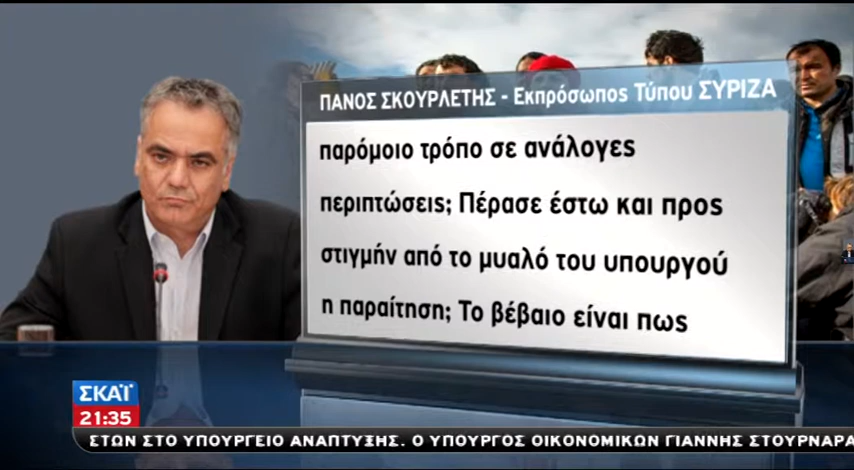 ΠΑΝΟΣ ΣΚΟΥΡΛΕΤΗΣ - Εκπρόσωπος Τύπου ΣΥΡΙΖΑ
παρόμοιο τρόπο σε ανάλογες
περιπτώσεις; Πέρασε έστω και προς
στιγμήν από το μυαλό του υπουργού
η παραίτηση; Το βέβαιο είναι πως
ΣΚΑΪ
21:35
ΣΤΩΝ ΣΤΟ ΥΠΟΥΡΓΕΙΟ ΑΝΑΠΤΥΞΗΣ. Ο ΥΠΟΥΡΓΟΣ ΟΙΚΟΝΟΜΙΚΩΝ ΓΙΑΝΝΗΣ ΣΤΟΥΡΝΑΡΑ